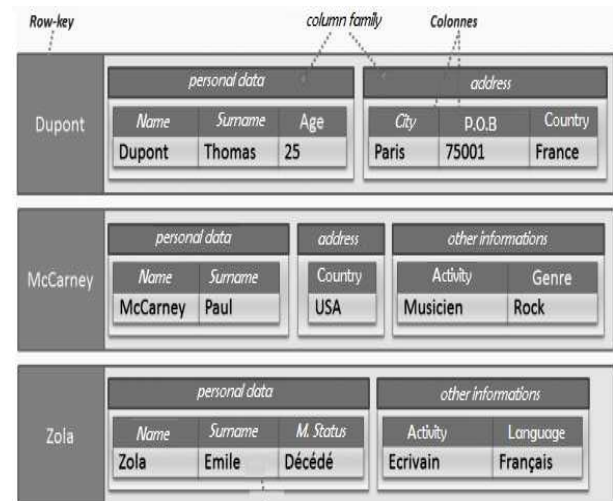 Row-key column family Colonnes
personal data address
Dupont
Name Surname Age City P.O.B Country
Dupont Thomas 25 Paris 75001 France
personal data address other informations
McCarney
Name Surname Country Activity Genre
McCarney Paul USA Musicien Rock
personal data other informations
Zola
Name Surname M. Status Activity Language
Zola Emile Décédé Ecrivain Français